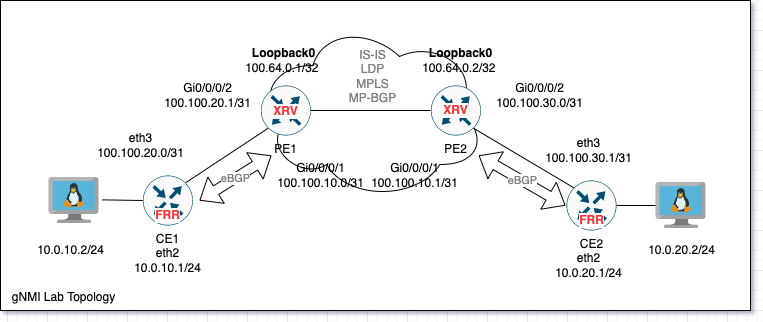 Loopback0
100.64.0.1/32
IS-IS
LDP
MPLS
MP-BGP
Loopback0
100.64.0.2/32
Gi0/0/0/2
100.100.20.1/31
XRV
PE1
XRV
PE2
Gi0/0/0/2
100.100.30.0/31
eth3
100.100.20.0/31
eBGP
Gi0/0/0/1
100.100.10.0/31
Gi0/0/0/1
100.100.10.1/31
eBGP
eth3
100.100.30.1/31
10.0.10.2/24
FRR
CE1
eth2
10.0.10.1/24
FRR
CE2
eth2
10.0.20.1/24
10.0.20.2/24
gNMI Lab Topology